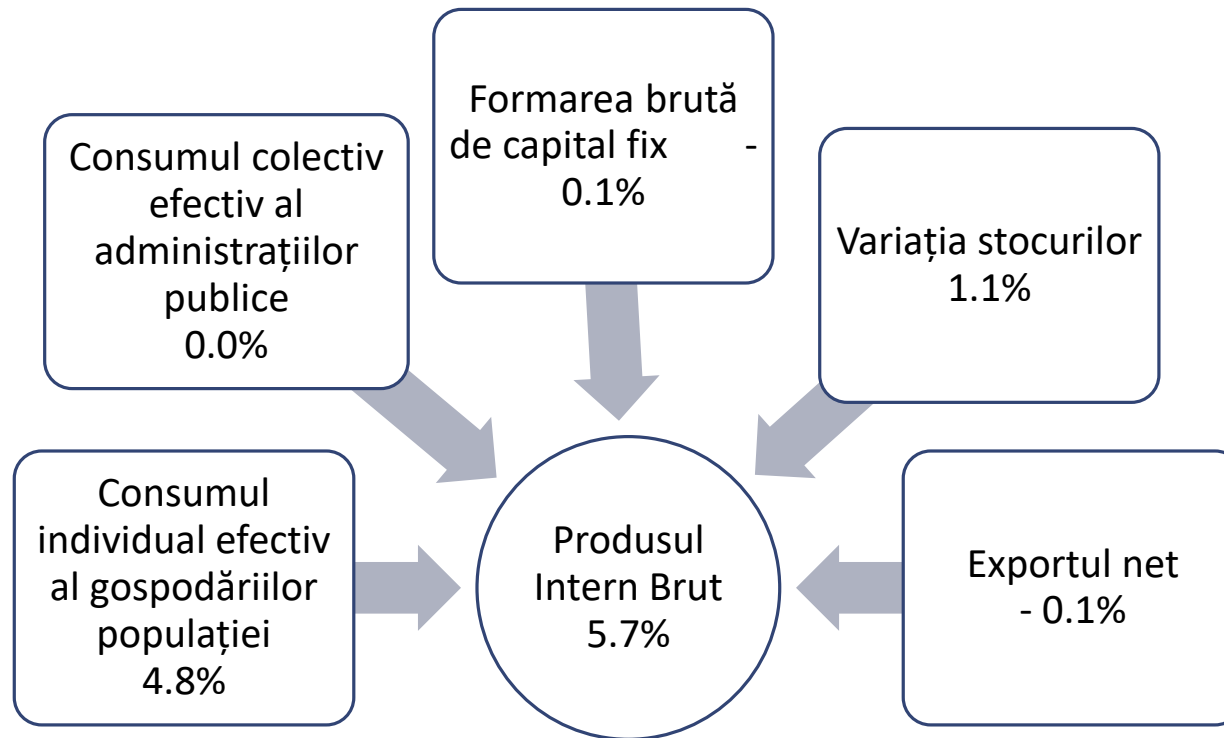 Formarea brută
de capital fix -
0.1%
Consumul colectiv
efectiv al
administrațiilor
publice
0.0%
Variația stocurilor
1.1%
Consumul
individual efectiv
al gospodăriilor
populației
4.8%
Produsul
Intern Brut
5.7%
Exportul net
- 0.1%